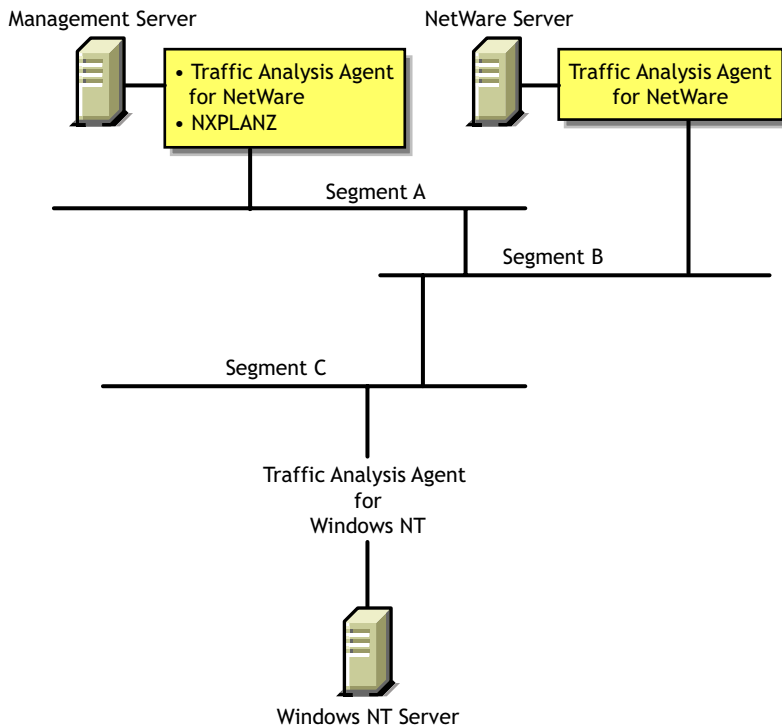 Management Server
NetWare Server
• Traffic Analysis Agent
for NetWare
• NXPLANZ
Traffic Analysis Agent
for NetWare
Segment A
Segment B
Segment C
Traffic Analysis Agent
for
Windows NT
Windows NT Server